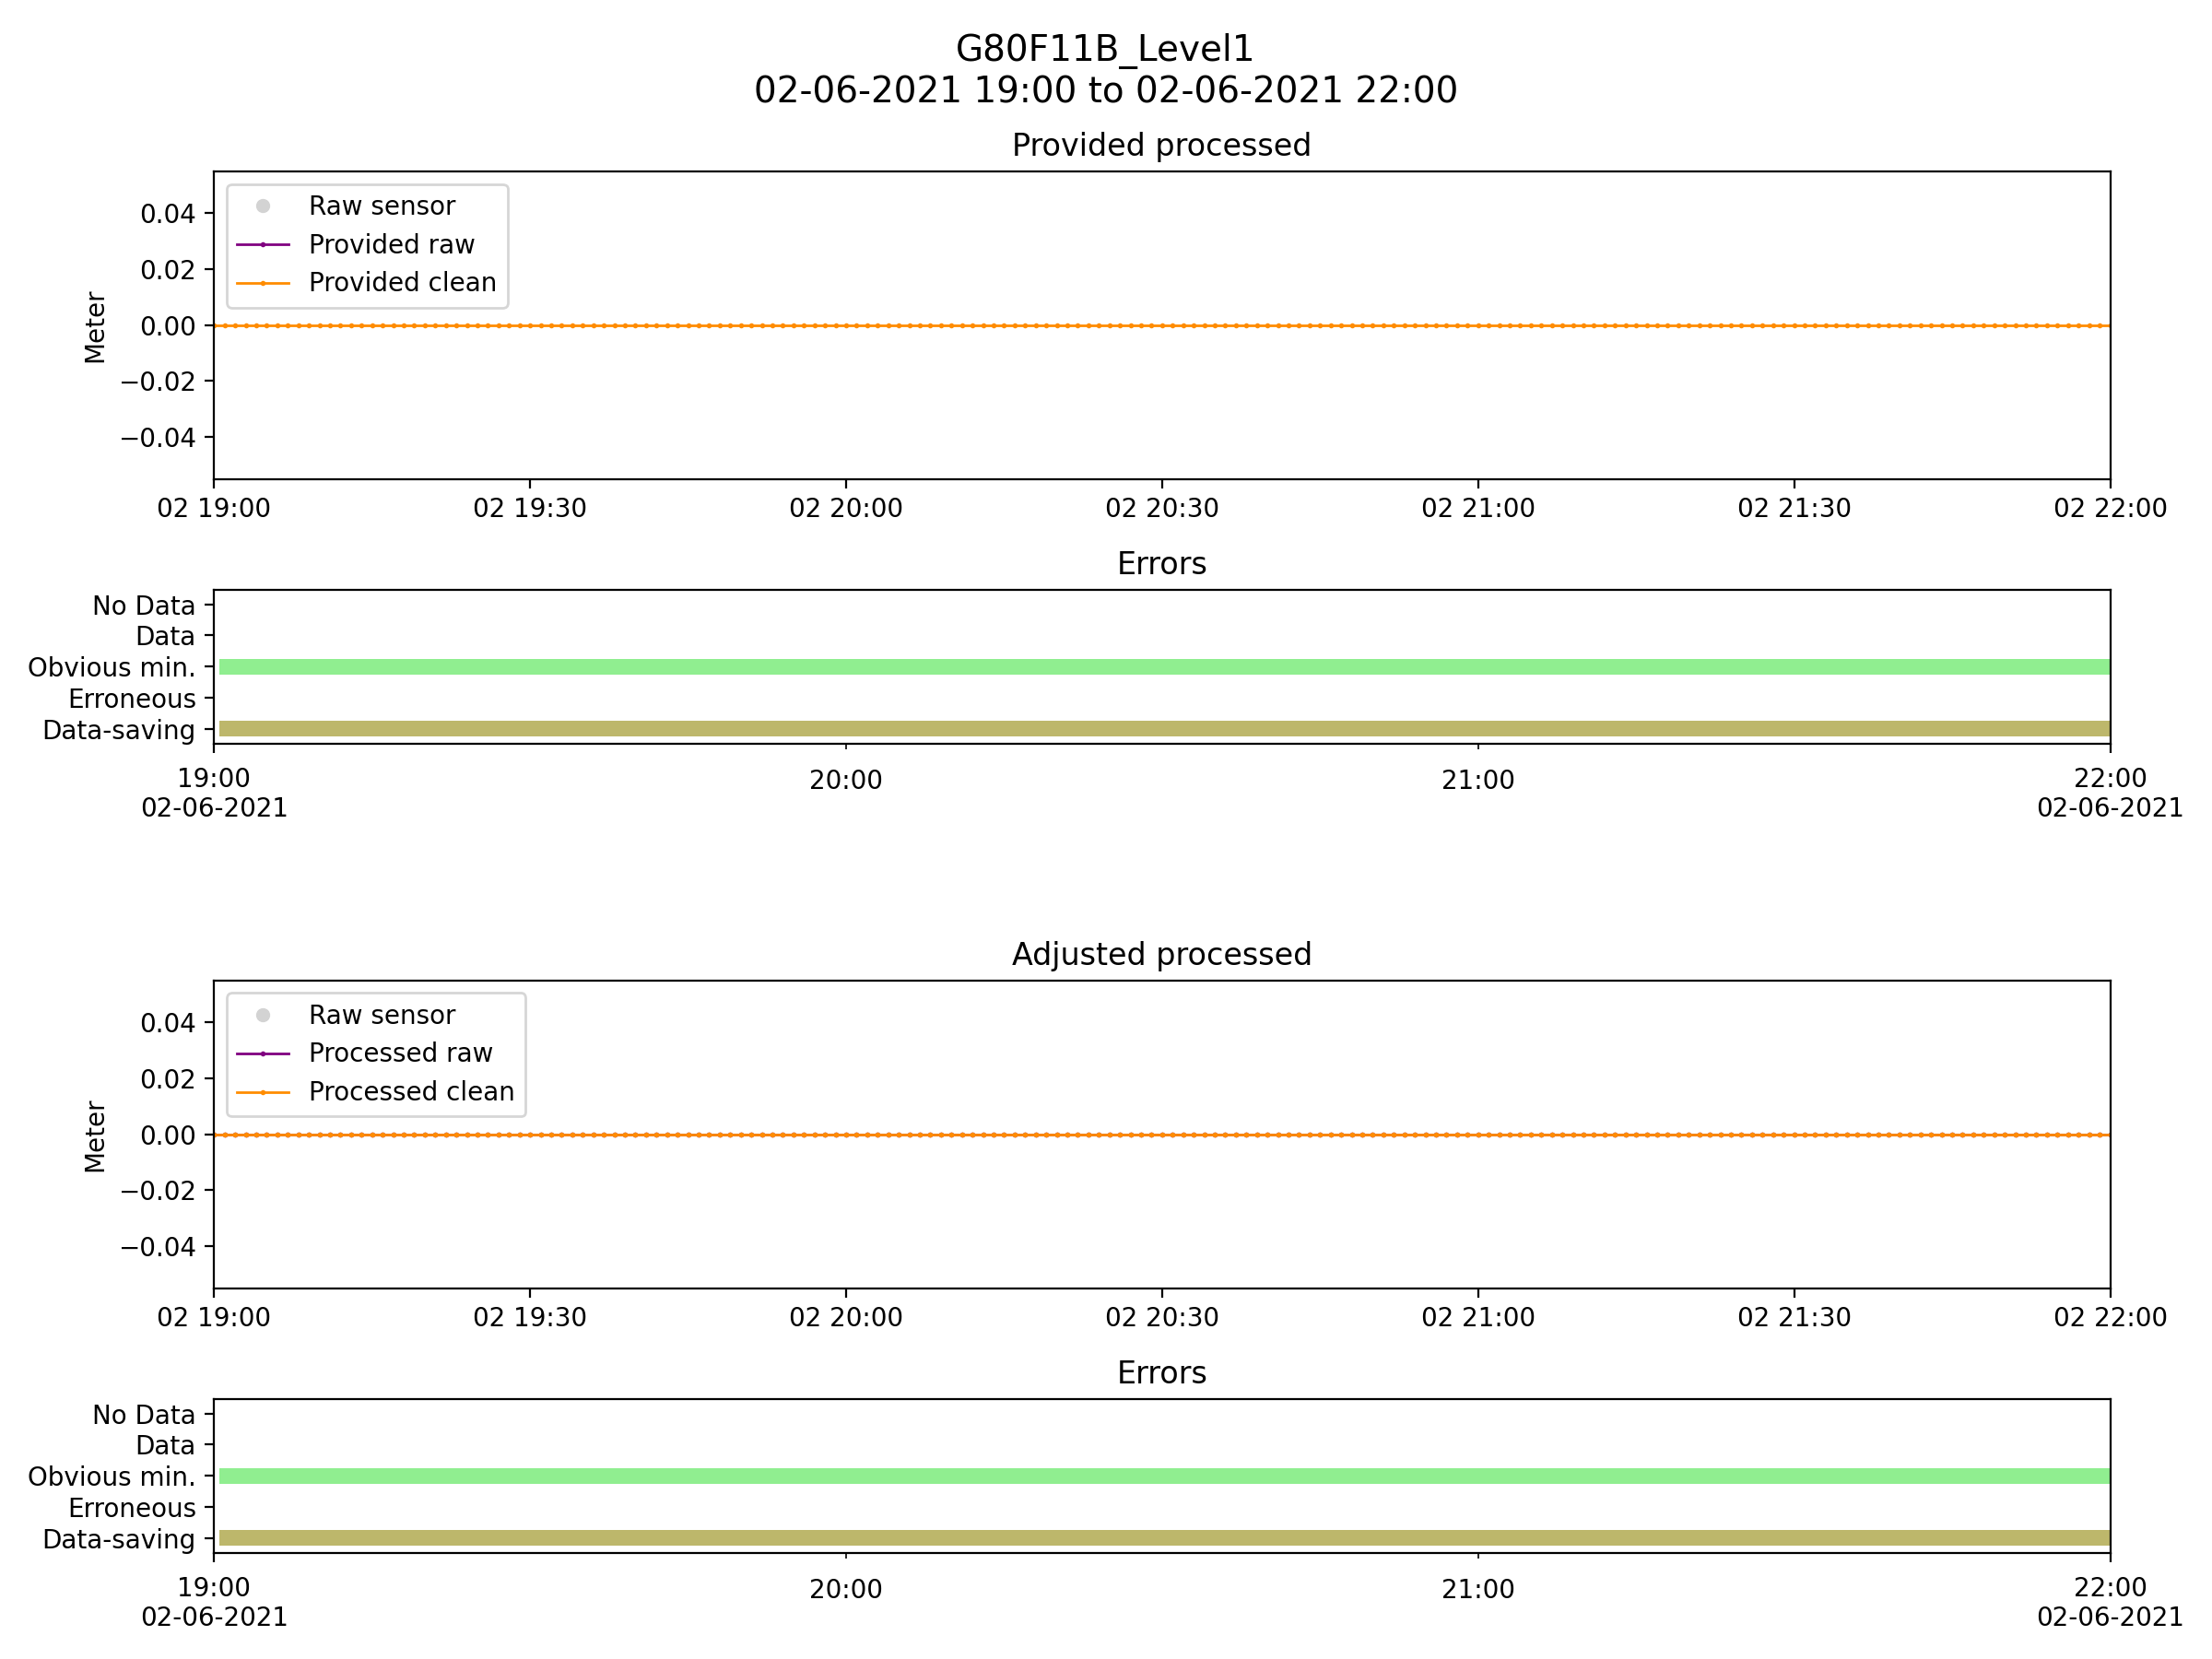 G80F11B_Level1
02-06-2021 19:00 to 02-06-2021 22:00
Provided processed
Raw sensor
Provided raw
Provided clean
Meter
0.04
0.02
0.00
−0.02
−0.04
02 19:00
02 19:30
02 20:00
02 20:30
02 21:00
02 21:30
02 22:00
Errors
No Data
Data
Obvious min.
Erroneous
Data-saving
19:00
02-06-2021
20:00
21:00
22:00
02-06-2021
Adjusted processed
Raw sensor
Processed raw
Processed clean
Meter
0.04
0.02
0.00
−0.02
−0.04
02 19:00
02 19:30
02 20:00
02 20:30
02 21:00
02 21:30
02 22:00
Errors
No Data
Data
Obvious min.
Erroneous
Data-saving
19:00
02-06-2021
20:00
21:00
22:00
02-06-2021